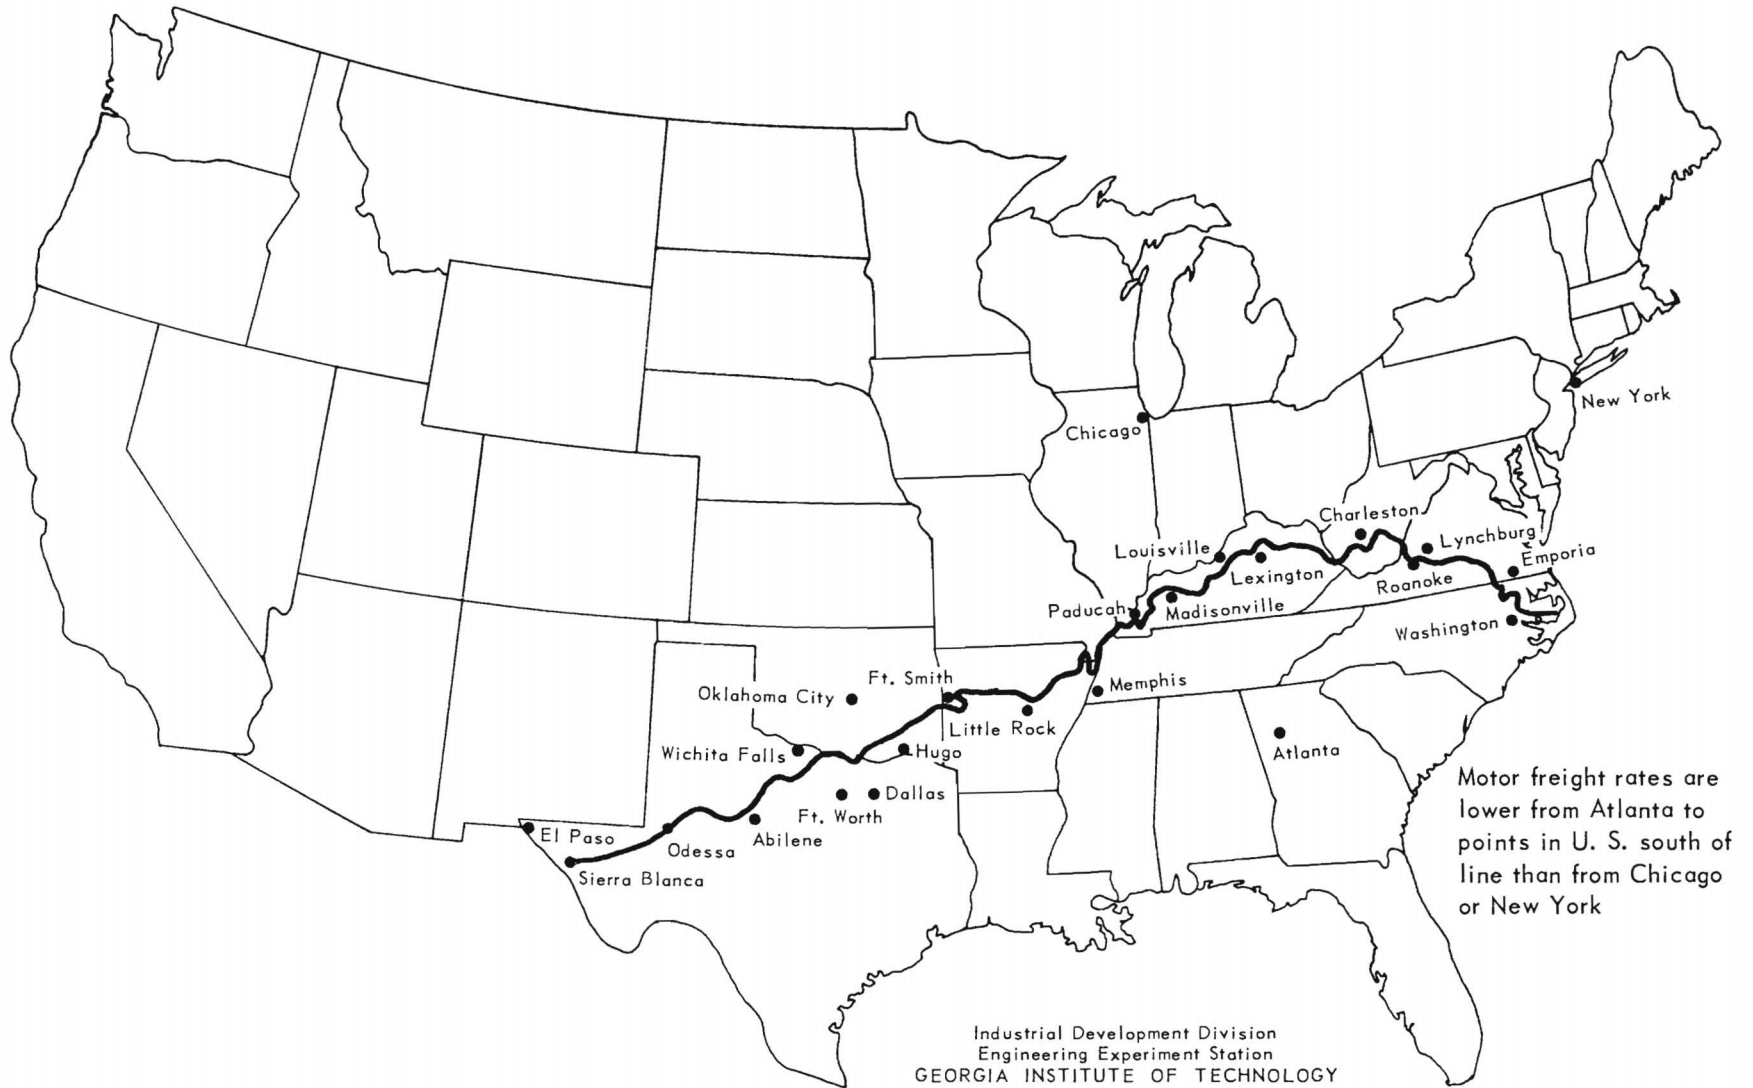 New York
Chicago
Charleston
Lynchburg
Louisville
Emporia
Lexington
Roanoke
Paducah
Madisonville
Washington
Ft. Smith
Memphis
Oklahoma City
Little Rock
Wichita Falls
Hugo
Atlanta
Dallas
Ft. Worth
El Paso
Abilene
Odessa
Sierra Blanca
Motor freight rates are
lower from Atlanta to
points in U. S. south of
line than from Chicago
or New York
Industrial Development Division
Engineering Experiment Station
GEORGIA INSTITUTE OF TECHNOLOGY